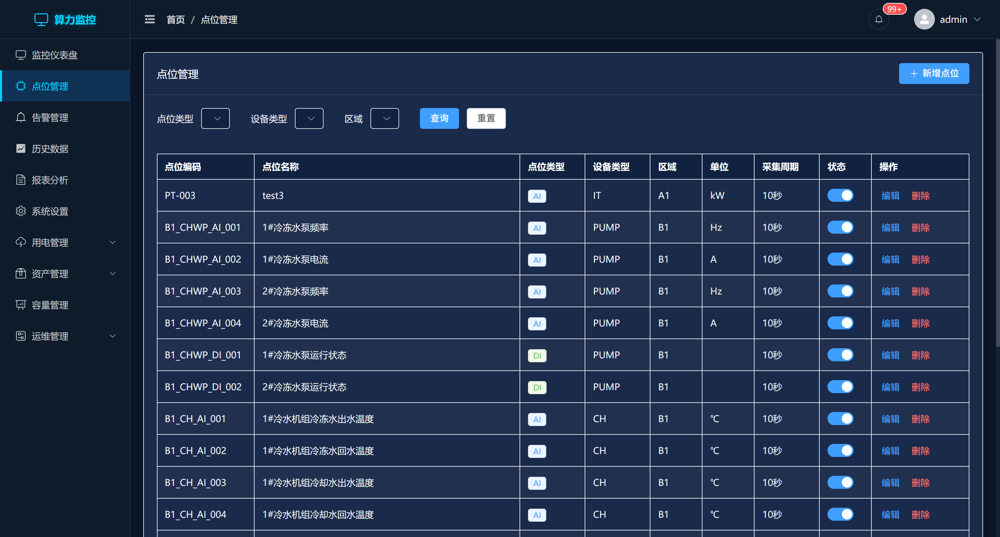 算力监控
首页 / 点位管理
99+
admin
监控仪表盘
点位管理
告警管理
历史数据
报表分析
系统设置
用电管理
资产管理
容量管理
运维管理
点位管理
新增点位
点位类型 设备类型 区域 查询 重置
点位编码 点位名称 点位类型 设备类型 区域 单位 采集周期 状态 操作
PT-003 test3 AI IT A1 kW 10秒 编辑 删除
B1_CHWP_AI_001 1#冷冻水泵频率 AI PUMP B1 Hz 10秒 编辑 删除
B1_CHWP_AI_002 1#冷冻水泵电流 AI PUMP B1 A 10秒 编辑 删除
B1_CHWP_AI_003 2#冷冻水泵频率 AI PUMP B1 Hz 10秒 编辑 删除
B1_CHWP_AI_004 2#冷冻水泵电流 AI PUMP B1 A 10秒 编辑 删除
B1_CHWP_DI_001 1#冷冻水泵运行状态 DI PUMP B1 10秒 编辑 删除
B1_CHWP_DI_002 2#冷冻水泵运行状态 DI PUMP B1 10秒 编辑 删除
B1_CH_AI_001 1#冷水机组冷冻水出水温度 AI CH B1 ℃ 10秒 编辑 删除
B1_CH_AI_002 1#冷水机组冷冻水回水温度 AI CH B1 ℃ 10秒 编辑 删除
B1_CH_AI_003 1#冷水机组冷却水出水温度 AI CH B1 ℃ 10秒 编辑 删除
B1_CH_AI_004 1#冷水机组冷却水回水温度 AI CH B1 ℃ 10秒 编辑 删除